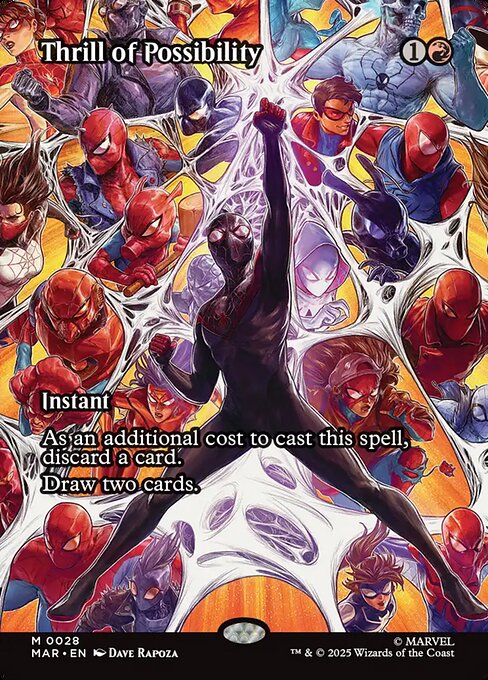 Thrill of Possibility 1
Instant
As an additional cost to cast this spell,
discard a card.
Draw two cards.
M 0028
MAR • EN Dave Rapoza
© MARVEL
™ & © 2025 Wizards of the Coast